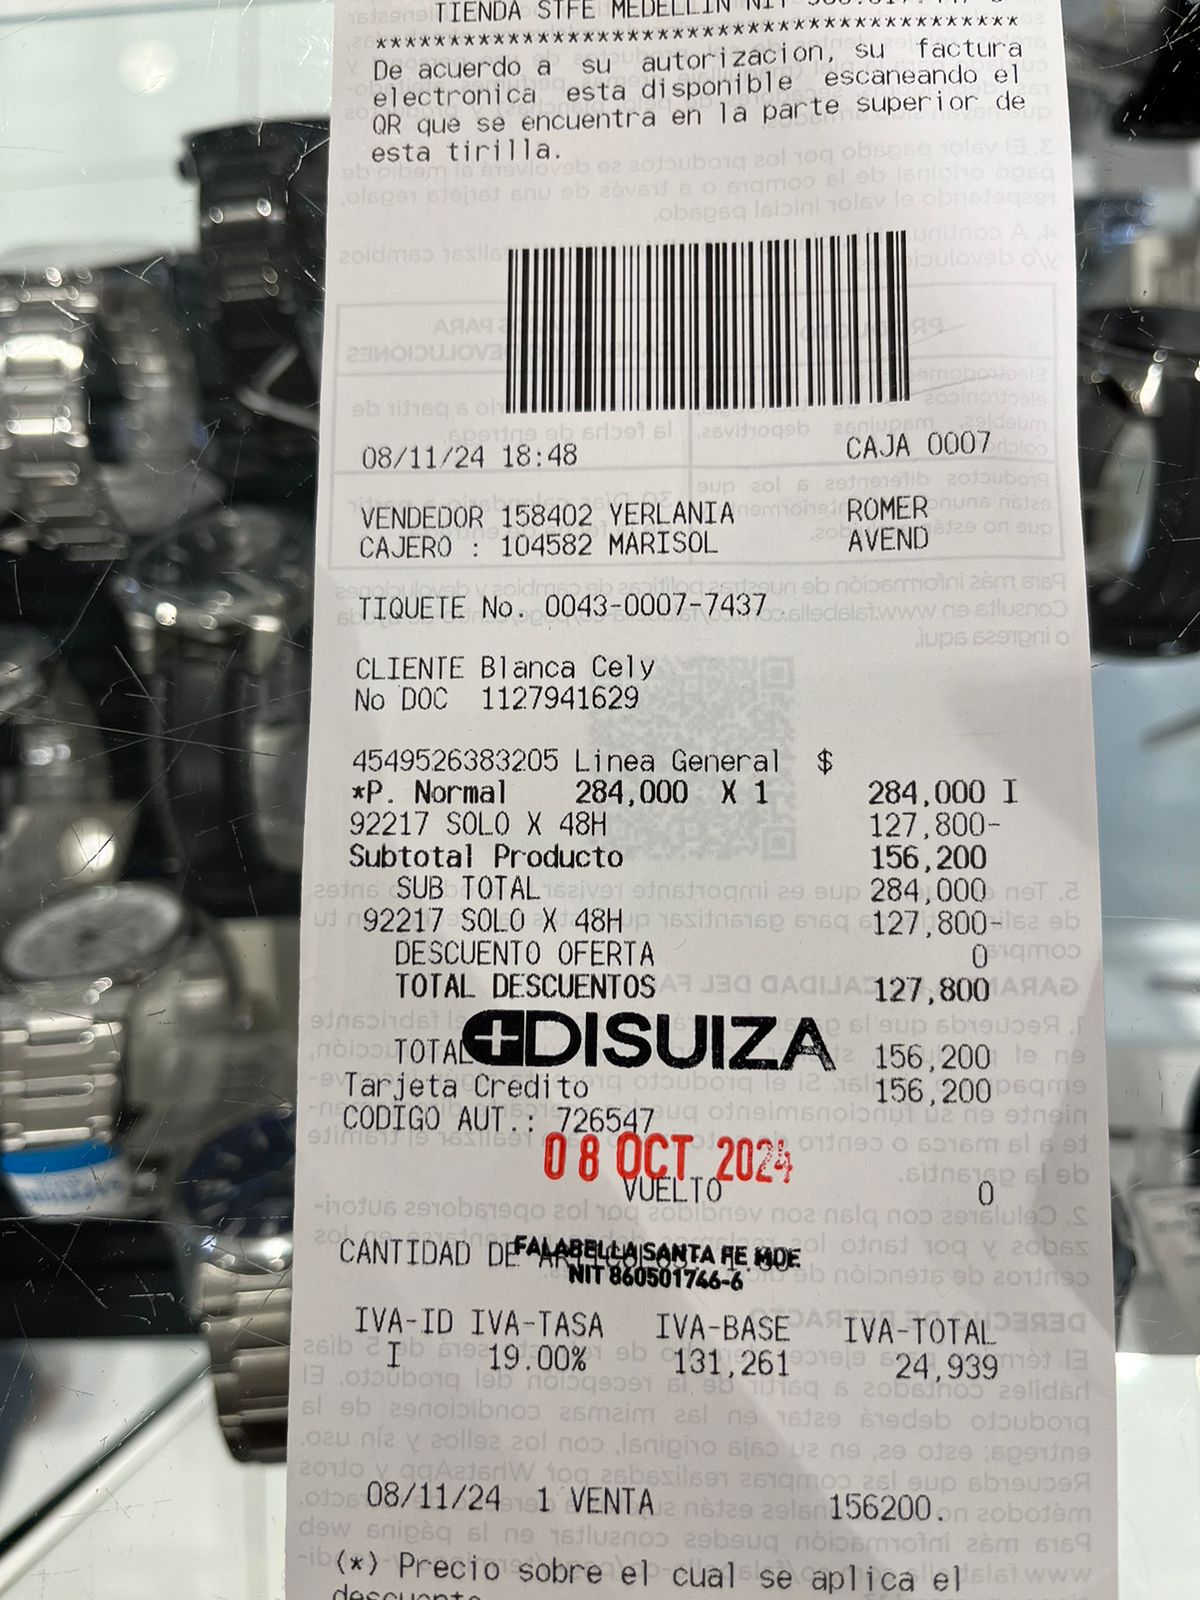 TIENDA STFE MEDELLIN NIT
****************************************
De acuerdo a su autorizacion, su factura
electronica esta disponible escaneando el
QR que se encuentra en la parte superior de
esta tirilla.
08/11/24 18:48 CAJA 0007
VENDEDOR 158402 YERLANIA ROMER
CAJERO : 104582 MARISOL AVEND
TIQUETE No. 0043-0007-7437
CLIENTE Blanca Cely
No DOC 1127941629
4549526383205 Linea General $
*P. Normal 284,000 X 1 284,000 I
92217 SOLO X 48H 127,800-
Subtotal Producto 156,200
SUB TOTAL 284,000
92217 SOLO X 48H 127,800-
DESCUENTO OFERTA 0
TOTAL DESCUENTOS 127,800
DISUIZA
TOTAL 156,200
Tarjeta Credito 156,200
CODIGO AUT.: 726547
08 OCT 2024
VUELTO 0
CANTIDAD DE
FALABELLA SANTA FE MDE
NIT 860501746-6
IVA-ID IVA-TASA IVA-BASE IVA-TOTAL
I 19.00% 131,261 24,939
08/11/24 1 VENTA 156200.
(*) Precio sobre el cual se aplica el
descuento